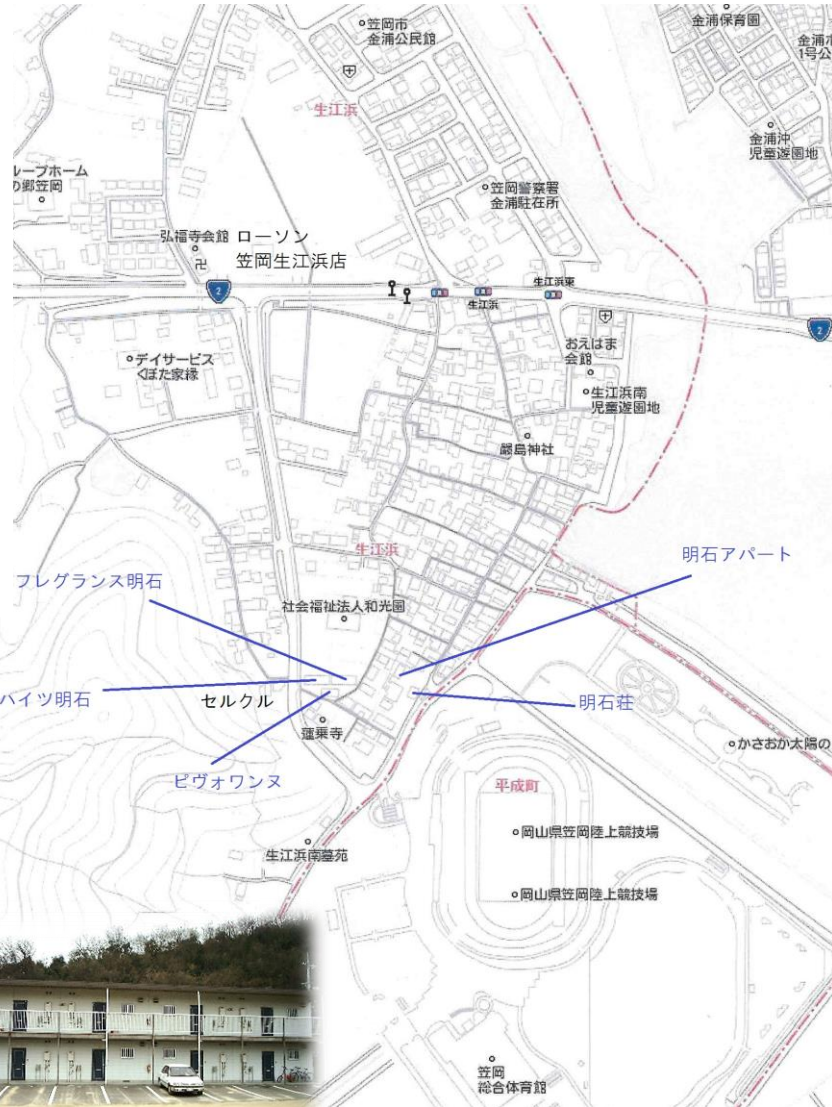 笠岡市
金浦公民館
金浦保育園
生江浜
金浦沖
児童遊園地
ループホーム
の郷笠岡
笠岡警察署
金浦駐在所
弘福寺会館
ローソン
笠岡生江浜店
2
生江浜
生江浜東
2
デイサービス
くぼた家縁
おえはま
会館
生江浜南
児童遊園地
嚴島神社
生江浜
明石アパート
フレグランス明石
社会福祉法人和光園
ハイツ明石
セルクル
明石荘
蓮乗寺
かさおか太陽の
ピヴォワンヌ
平成町
岡山県笠岡陸上競技場
生江浜南墓苑
岡山県笠岡陸上競技場
笠岡
総合体育館